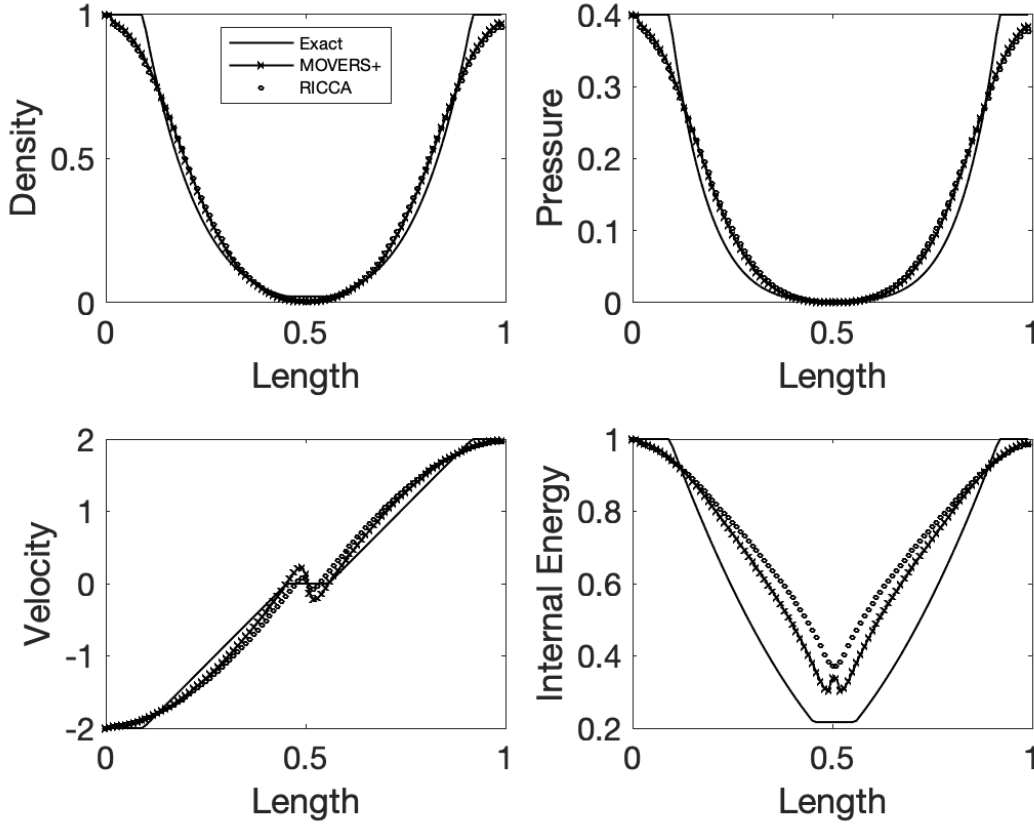 1
0.5
0
Density
Exact
MOVERS+
RICCA
0
0.5
1
Length
0.4
0.3
0.2
0.1
0
Pressure
0
0.5
1
Length
2
1
0
-1
-2
Velocity
0
0.5
1
Length
1
0.8
0.6
0.4
0.2
Internal Energy
0
0.5
1
Length